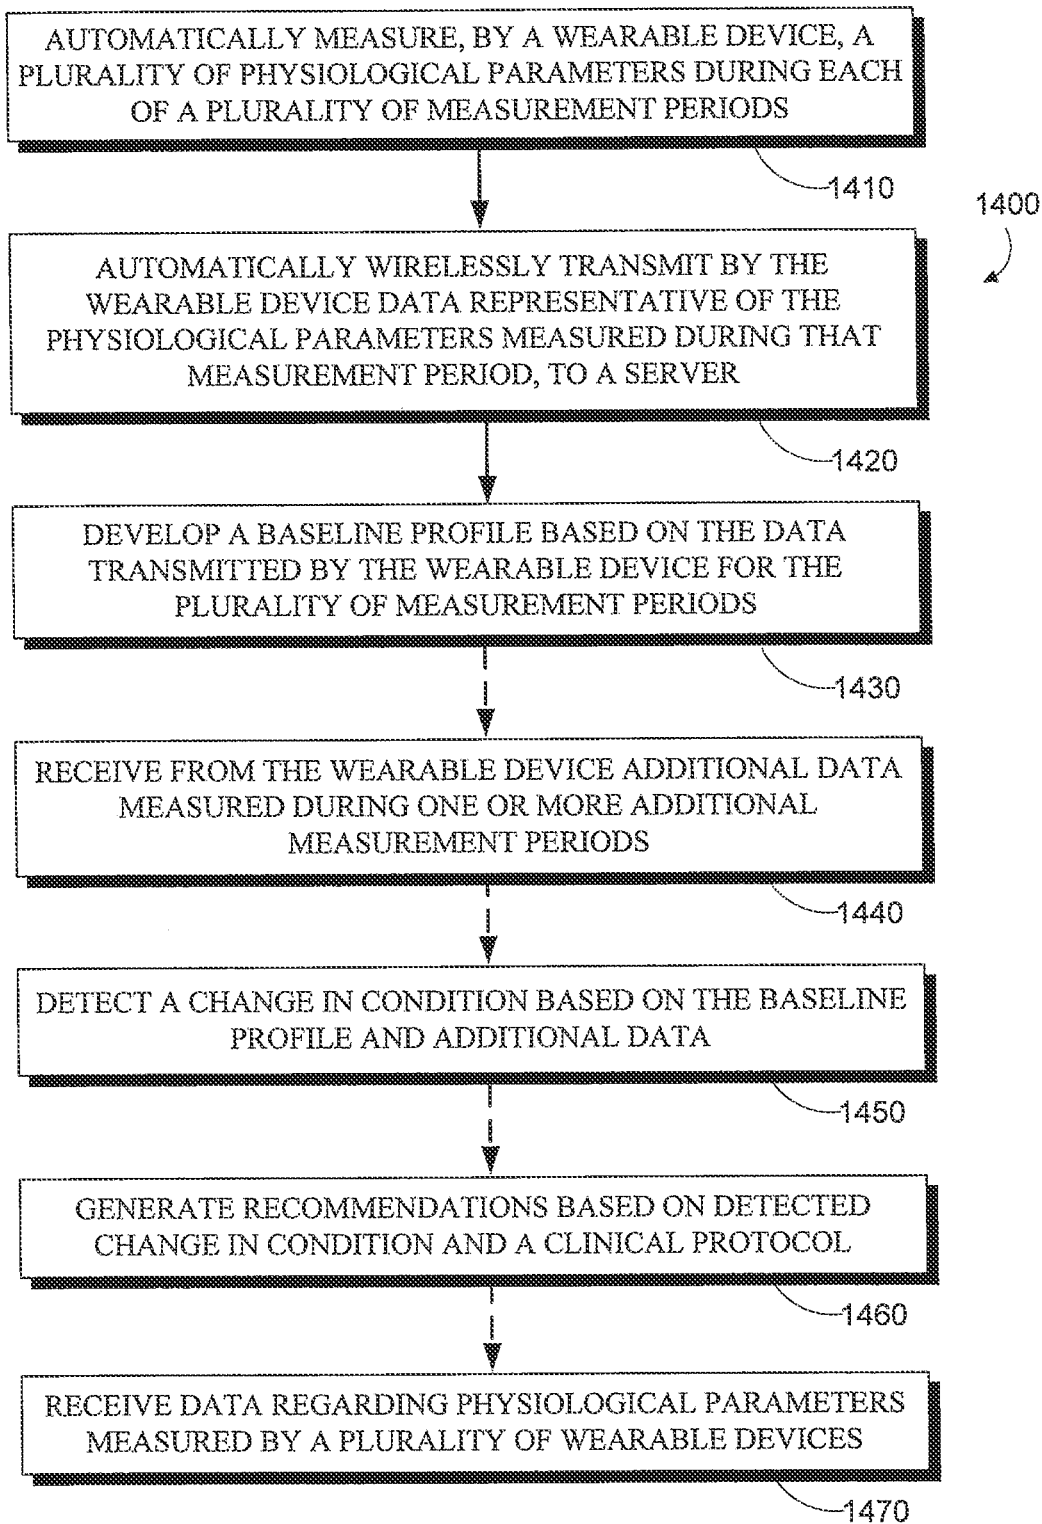 AUTOMATICALLY MEASURE, BY A WEARABLE DEVICE, A
PLURALITY OF PHYSIOLOGICAL PARAMETERS DURING EACH
OF A PLURALITY OF MEASUREMENT PERIODS
1410
1400
AUTOMATICALLY WIRELESSLY TRANSMIT BY THE
WEARABLE DEVICE DATA REPRESENTATIVE OF THE
PHYSIOLOGICAL PARAMETERS MEASURED DURING THAT
MEASUREMENT PERIOD, TO A SERVER
1420
DEVELOP A BASELINE PROFILE BASED ON THE DATA
TRANSMITTED BY THE WEARABLE DEVICE FOR THE
PLURALITY OF MEASUREMENT PERIODS
1430
RECEIVE FROM THE WEARABLE DEVICE ADDITIONAL DATA
MEASURED DURING ONE OR MORE ADDITIONAL
MEASUREMENT PERIODS
1440
DETECT A CHANGE IN CONDITION BASED ON THE BASELINE
PROFILE AND ADDITIONAL DATA
1450
GENERATE RECOMMENDATIONS BASED ON DETECTED
CHANGE IN CONDITION AND A CLINICAL PROTOCOL
1460
RECEIVE DATA REGARDING PHYSIOLOGICAL PARAMETERS
MEASURED BY A PLURALITY OF WEARABLE DEVICES
1470